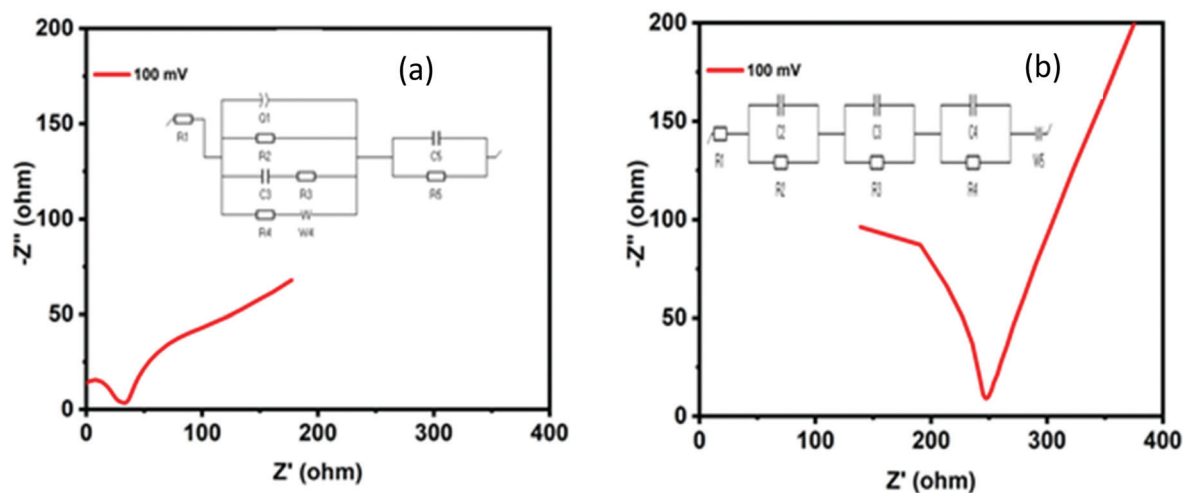 (a)
100 mV
R1
Q1
R2
C3 R3
R4 W4
C5
R5
200
150
100
50
0
-Z" (ohm)
0 100 200 300 400
Z' (ohm)
(b)
100 mV
R1
C2
R2
C3
R3
C4
R4
W5
200
150
100
50
0
-Z" (ohm)
0 100 200 300 400
Z' (ohm)